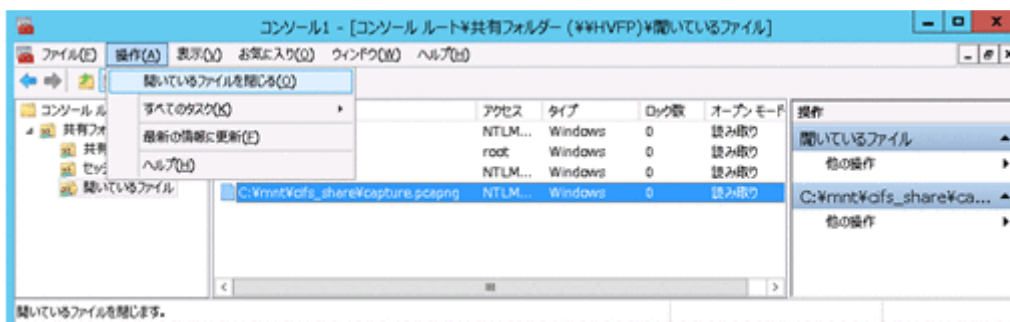 コンソール1 - [コンソール ルート¥共有フォルダー (¥¥HVFP)¥開いているファイル]
ファイル(F) 操作(A) 表示(V) お気に入り(O) ウィンドウ(W) ヘルプ(H)
開いているファイルを閉じる(O)
すべてのタスク(K)
最新の情報に更新(F)
ヘルプ(H)
コンソール ル
共有フォ
共有
セッシ
開いているファイル
アクセス タイプ ロック数 オープン モード
NTLM... Windows 0 読み取り
root Windows 0 読み取り
NTLM... Windows 0 読み取り
C:¥mnt¥cifs_share¥capture.pcapng NTLM... Windows 0 読み取り
操作
開いているファイル
他の操作
C:¥mnt¥cifs_share¥ca...
他の操作
開いているファイルを閉じます。